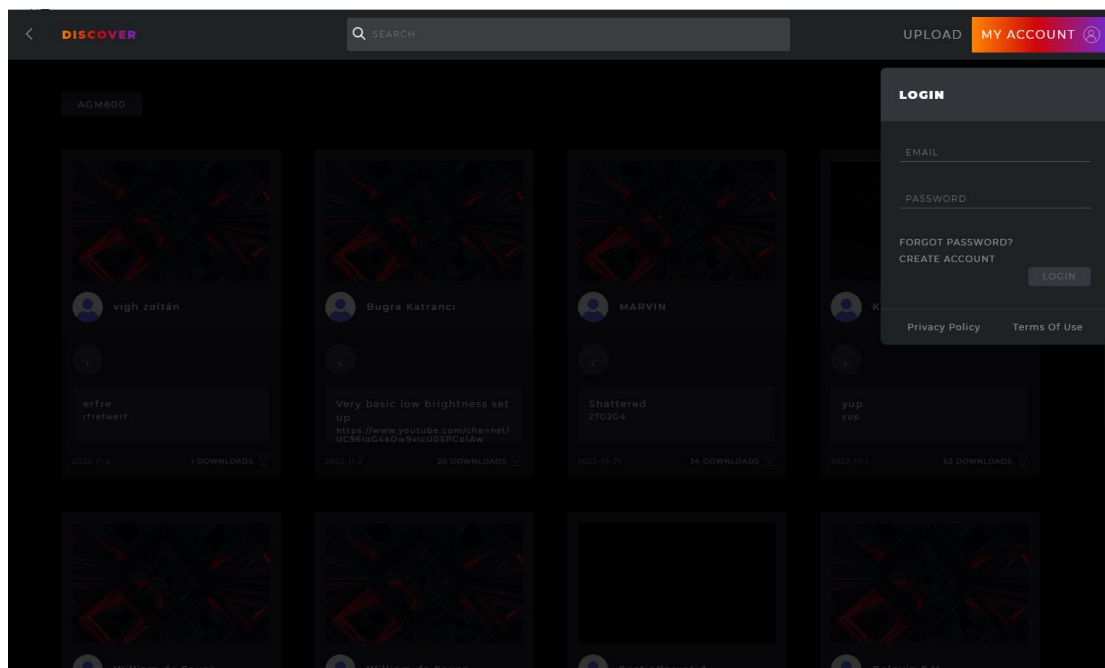 DISCOVER
SEARCH
UPLOAD
MY ACCOUNT
AGM600
LOGIN
EMAIL
PASSWORD
FORGOT PASSWORD?
CREATE ACCOUNT
LOGIN
Privacy Policy
Terms Of Use
vigh zoltán
Bugra Katranci
MARVIN
K
erfre
rfrefwerf
Very basic low brightness set
up
https://www.youtube.com/channel/
Shattered
27G2G4
yup
yup
2022-11-4
1 DOWNLOADS
2022-11-2
20 DOWNLOADS
2022-10-21
34 DOWNLOADS
2022-10-1
63 DOWNLOADS